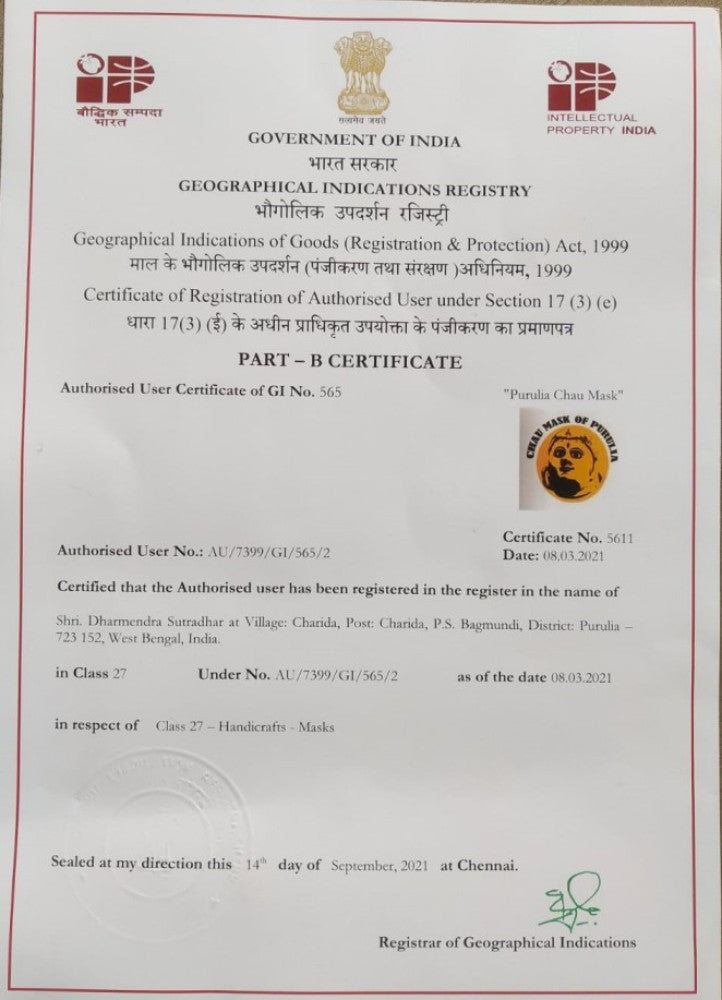 बौद्धिक सम्पदा
भारत
सत्यमेव जयते
INTELLECTUAL
PROPERTY INDIA
GOVERNMENT OF INDIA
भारत सरकार
GEOGRAPHICAL INDICATIONS REGISTRY
भौगोलिक उपदर्शन रजिस्ट्री
Geographical Indications of Goods (Registration & Protection) Act, 1999
माल के भौगोलिक उपदर्शन (पंजीकरण तथा संरक्षण )अधिनियम, 1999
Certificate of Registration of Authorised User under Section 17 (3) (e)
धारा 17(3) (ई) के अधीन प्राधिकृत उपयोक्ता के पंजीकरण का प्रमाणपत्र
PART – B CERTIFICATE
Authorised User Certificate of GI No. 565
"Purulia Chau Mask"
CHAU MASK OF PURULIA
Authorised User No.: AU/7399/GI/565/2
Certificate No. 5611
Date: 08.03.2021
Certified that the Authorised user has been registered in the register in the name of
Shri. Dharmendra Sutradhar at Village: Charida, Post: Charida, P.S. Bagmundi, District: Purulia –
723 152, West Bengal, India.
in Class 27 Under No. AU/7399/GI/565/2 as of the date 08.03.2021
in respect of Class 27 – Handicrafts - Masks
Sealed at my direction this 14th day of September, 2021 at Chennai.
Registrar of Geographical Indications